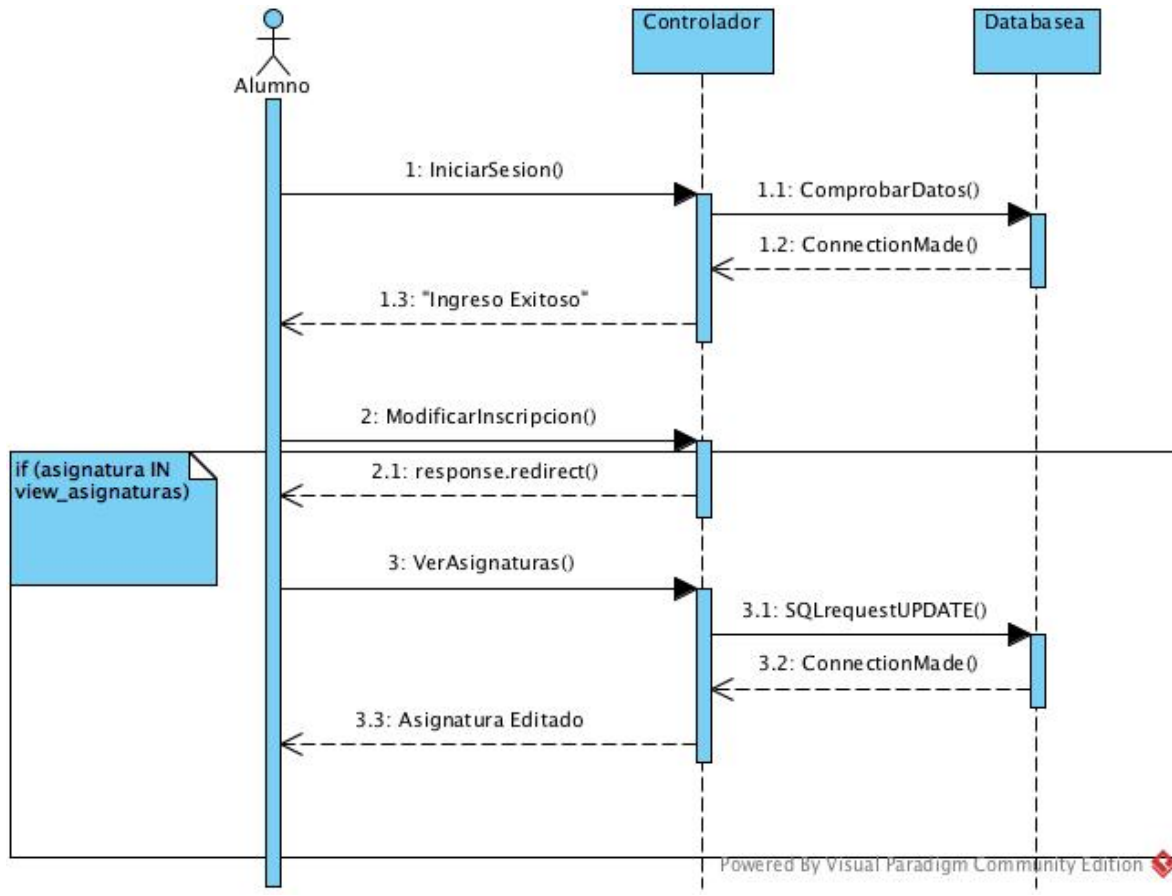 Controlador
Databasea
Alumno
1: IniciarSesion()
1.1: ComprobarDatos()
1.2: ConnectionMade()
1.3: "Ingreso Exitoso"
2: ModificarInscripcion()
if (asignatura IN
view_asignaturas)
2.1: response.redirect()
3: VerAsignaturas()
3.1: SQLrequestUPDATE()
3.2: ConnectionMade()
3.3: Asignatura Editado
Powered By Visual Paradigm Community Edition